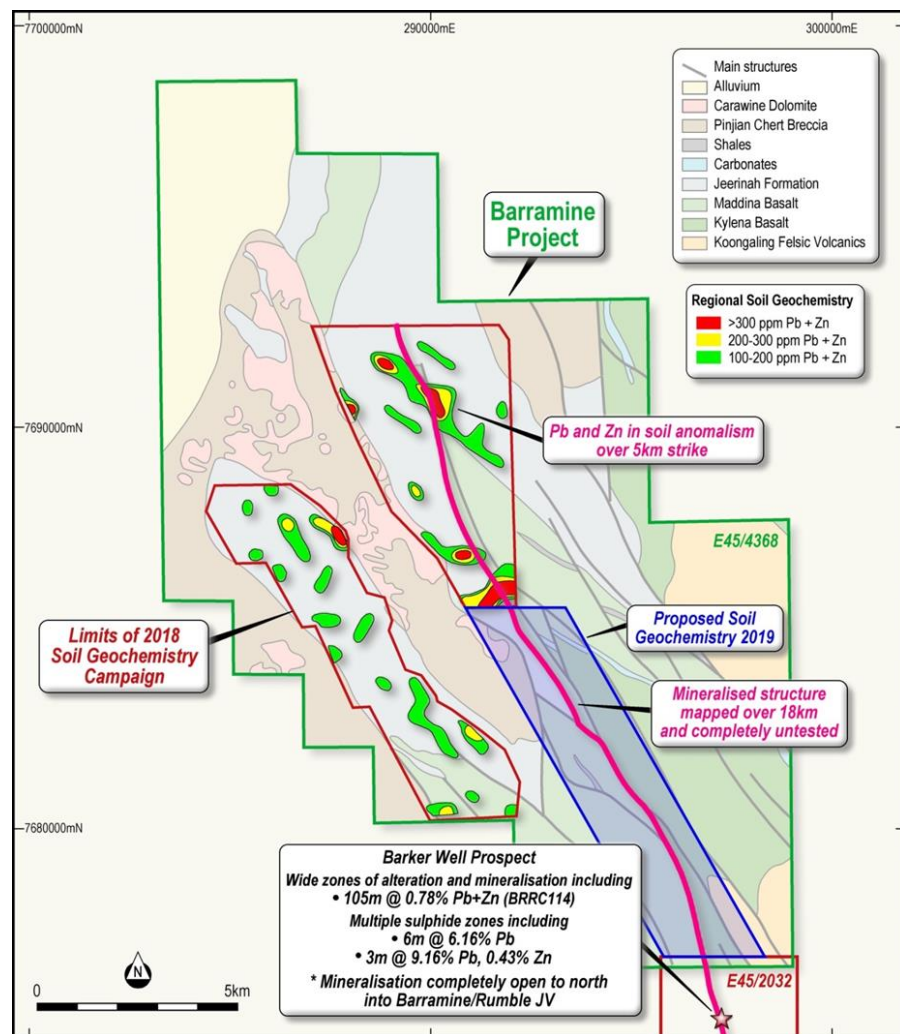 7700000mN
290000mE
300000mE
Main structures
Alluvium
Carawine Dolomite
Pinjian Chert Breccia
Shales
Carbonates
Jeerinah Formation
Maddina Basalt
Kylena Basalt
Koongaling Felsic Volcanics
Barramine
Project
Regional Soil Geochemistry
>300 ppm Pb + Zn
200-300 ppm Pb + Zn
100-200 ppm Pb + Zn
7690000mN
Pb and Zn in soil anomalism
over 5km strike
E45/4368
Limits of 2018
Soil Geochemistry
Campaign
Proposed Soil
Geochemistry 2019
Mineralised structure
mapped over 18km
and completely untested
7680000mN
Barker Well Prospect
Wide zones of alteration and mineralisation including
• 105m @ 0.78% Pb+Zn (BRRC114)
Multiple sulphide zones including
• 6m @ 6.16% Pb
• 3m @ 9.16% Pb, 0.43% Zn
* Mineralisation completely open to north
into Barramine/Rumble JV
N
0 5km
E45/2032